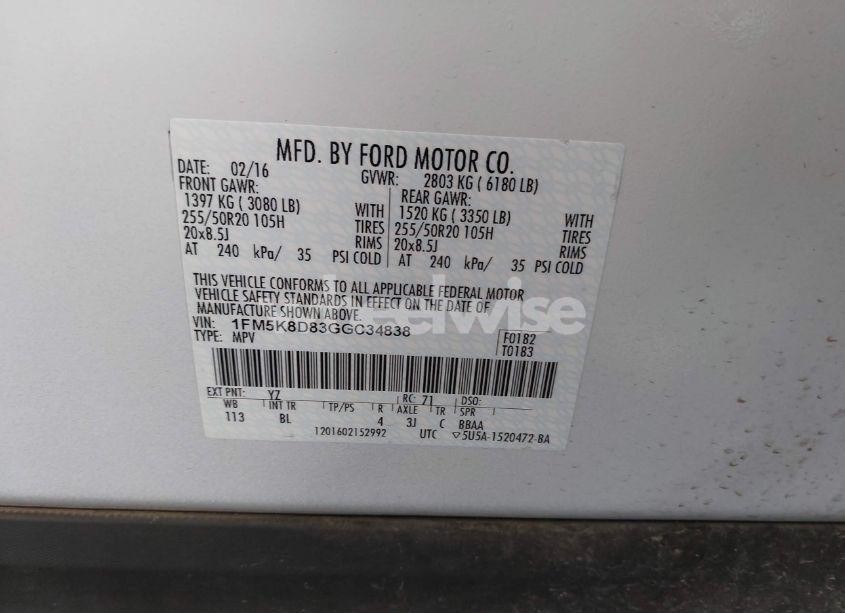 MFD. BY FORD MOTOR CO.
DATE: 02/16 GVWR: 2803 KG ( 6180 LB)
FRONT GAWR: REAR GAWR:
1397 KG ( 3080 LB) WITH 1520 KG ( 3350 LB) WITH
255/50R20 105H TIRES 255/50R20 105H TIRES
20x8.5J RIMS 20x8.5J RIMS
AT 240 kPa/ 35 PSI COLD AT 240 kPa/ 35 PSI COLD
THIS VEHICLE CONFORMS TO ALL APPLICABLE FEDERAL MOTOR
VEHICLE SAFETY STANDARDS IN EFFECT ON THE DATE OF
MANUFACTURE SHOWN ABOVE.
VIN: 1FM5K8D83GGC34838 F0182
TYPE: MPV T0183
EXT PNT: YZ RC: 71 DSO:
WB INT TR TP/PS R AXLE TR SPR
113 BL 4 3J C BBAA
1201602152992 UTC ▽5U5A-1520472-BA